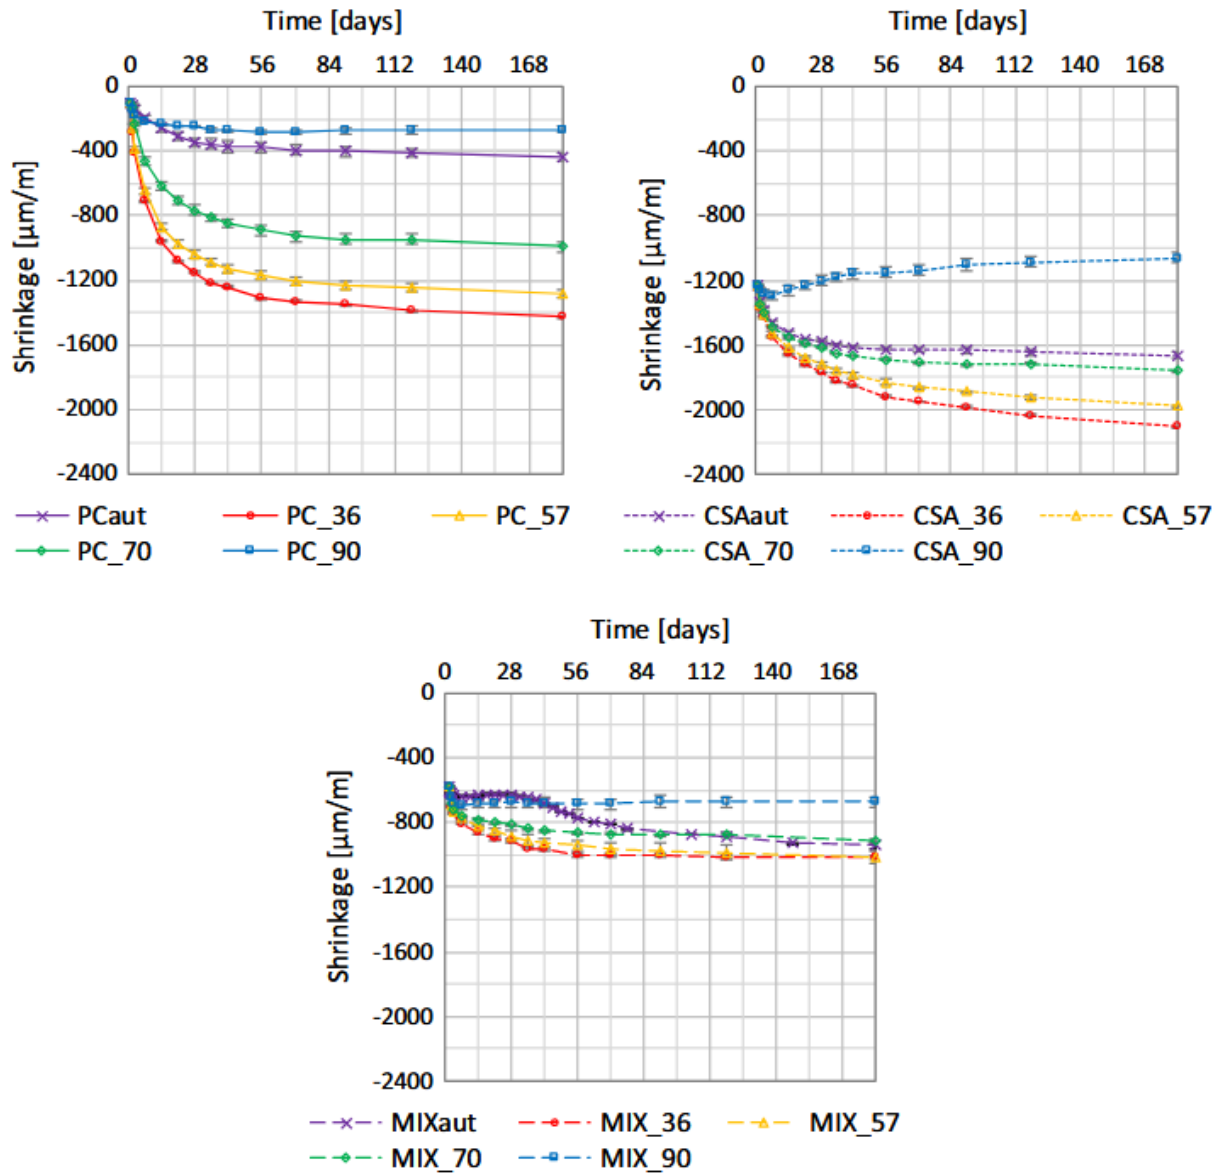 Time [days]
0 28 56 84 112 140 168
0
-400
-800
-1200
-1600
-2000
-2400
Shrinkage [µm/m]
PCaut PC_36 PC_57
PC_70 PC_90
Time [days]
0 28 56 84 112 140 168
0
-400
-800
-1200
-1600
-2000
-2400
Shrinkage [µm/m]
CSAaut CSA_36 CSA_57
CSA_70 CSA_90
Time [days]
0 28 56 84 112 140 168
0
-400
-800
-1200
-1600
-2000
-2400
Shrinkage [µm/m]
MIXaut MIX_36 MIX_57
MIX_70 MIX_90